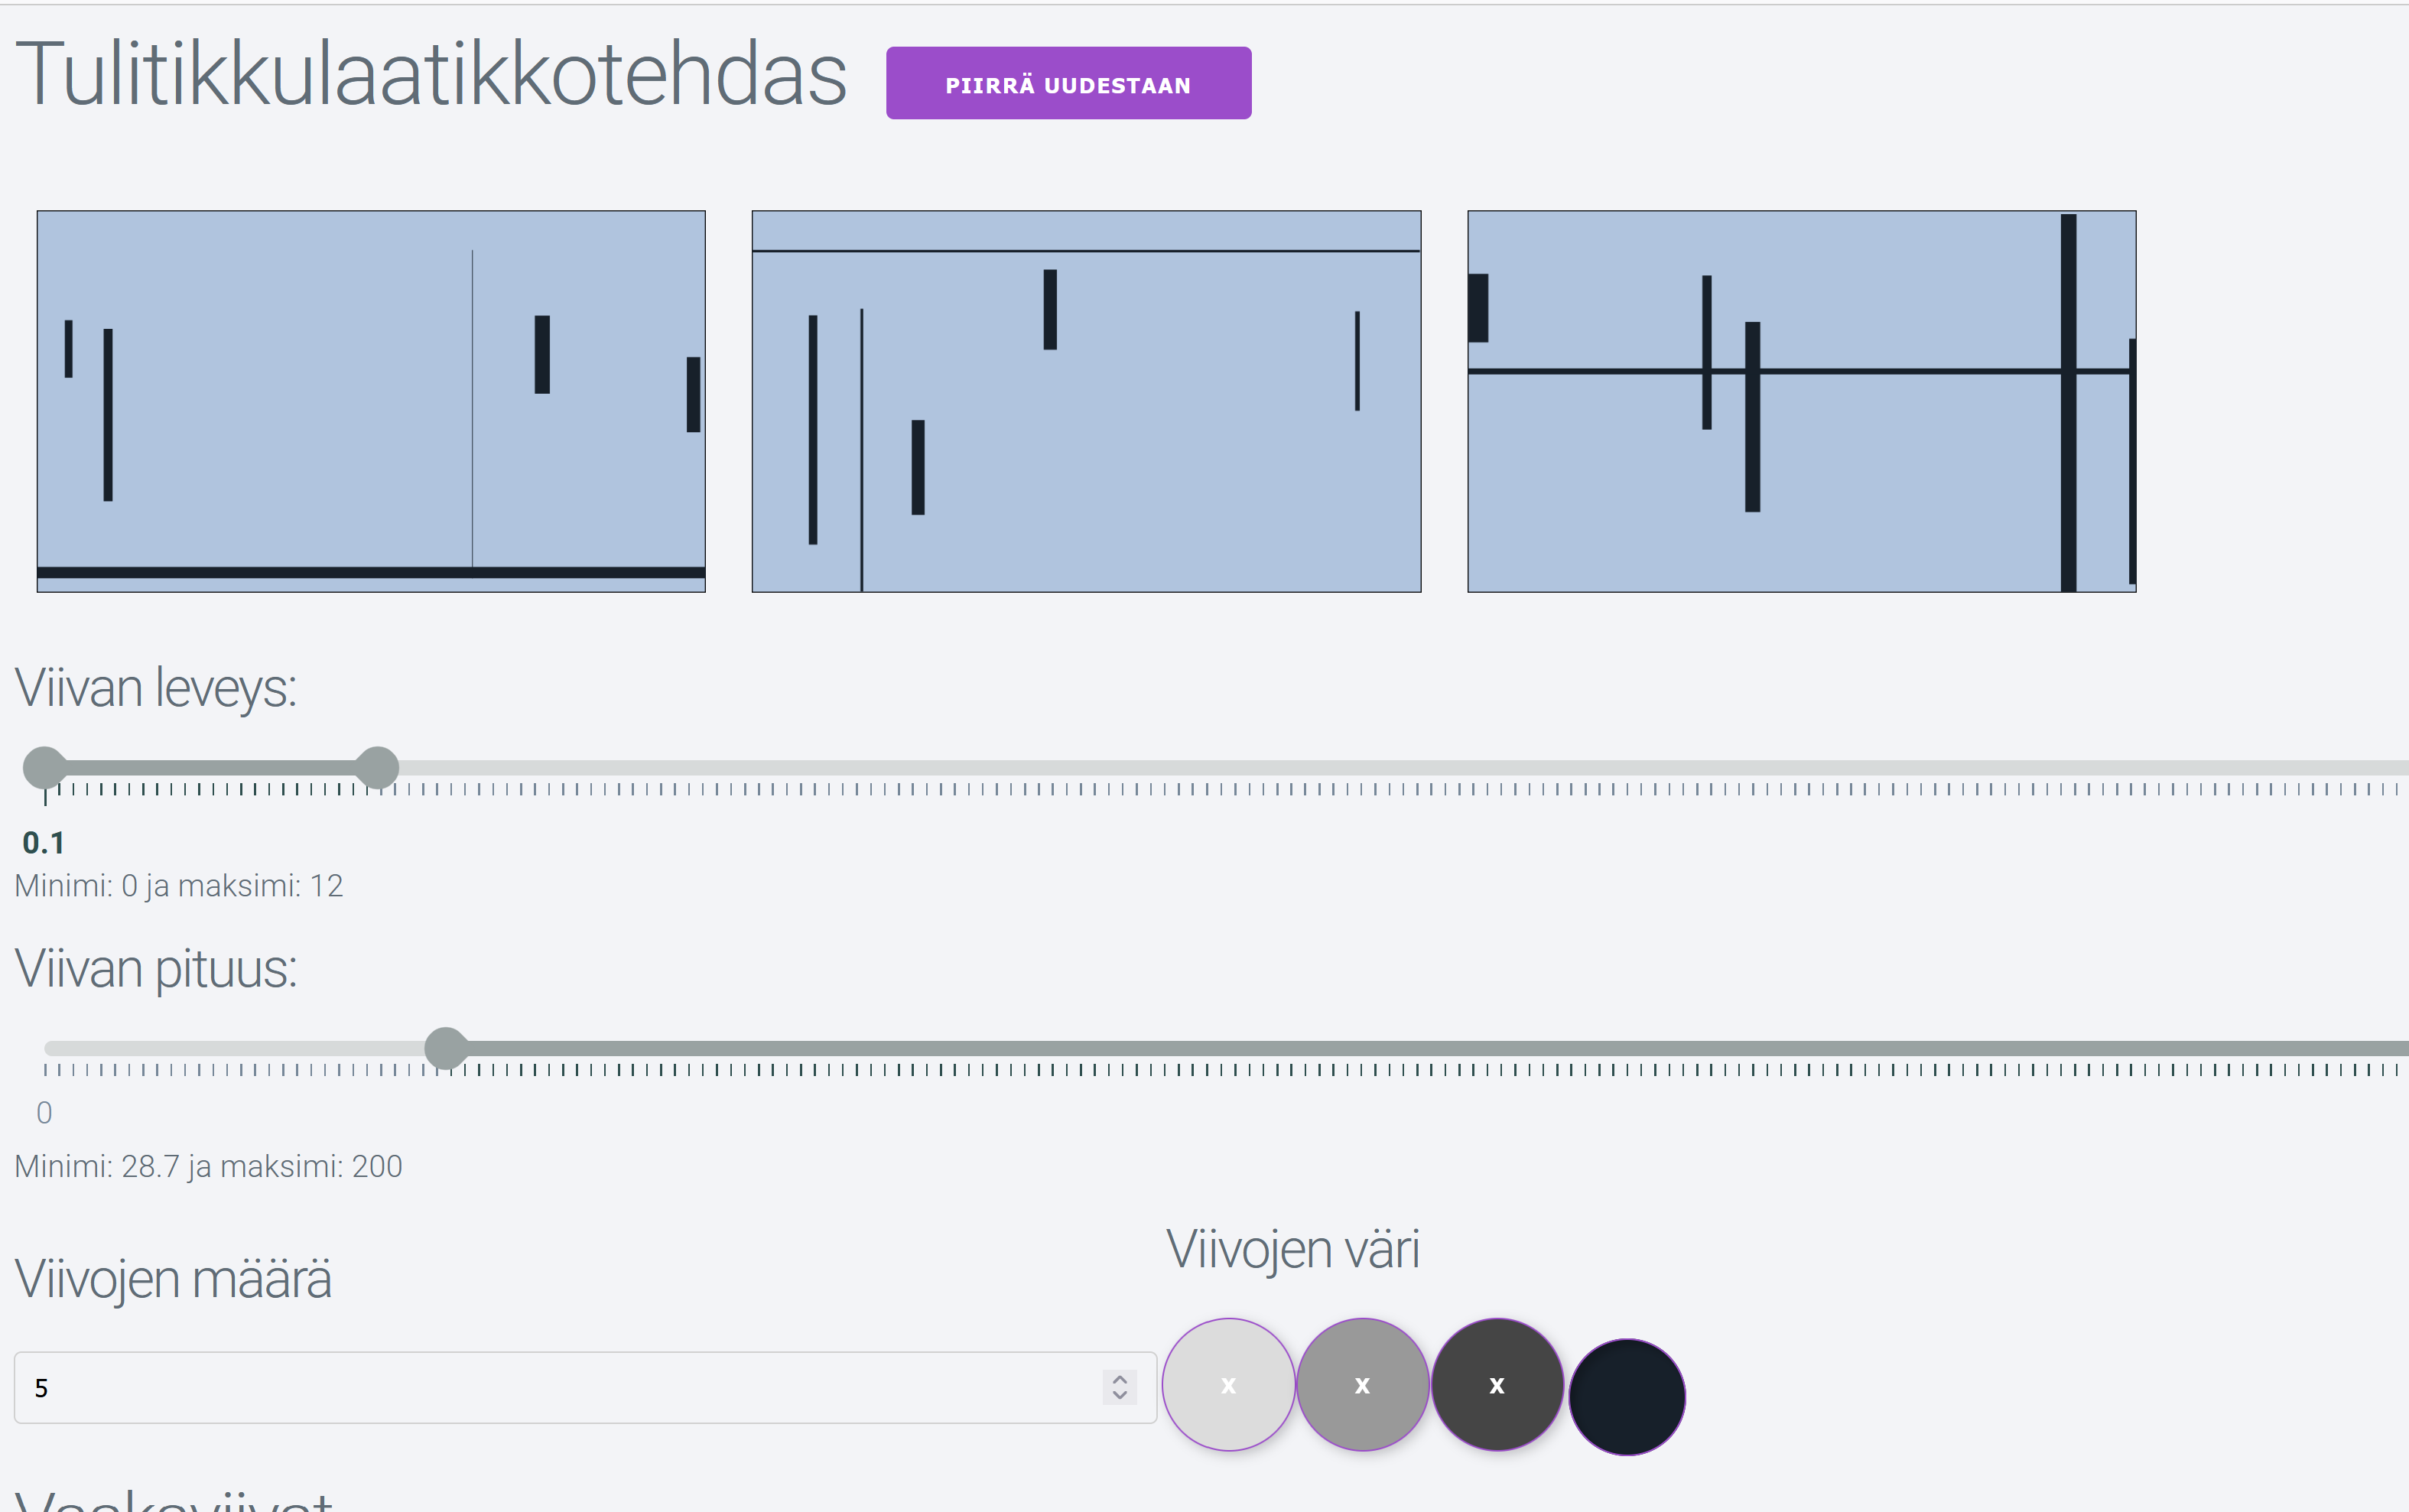 Tulitikkulaatikkotehdas
PIIRRÄ UUDESTAAN
Viivan leveys:
0.1
Minimi: 0 ja maksimi: 12
Viivan pituus:
0
Minimi: 28.7 ja maksimi: 200
Viivojen väri
Viivojen määrä
x x x
5
Vaakaviivat